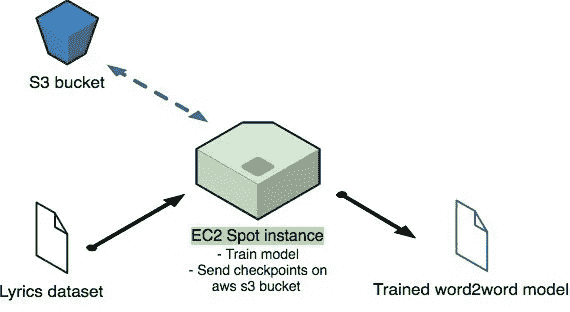 S3 bucket
EC2 Spot instance
- Train model
- Send checkpoints on
aws s3 bucket
Lyrics dataset
Trained word2word model